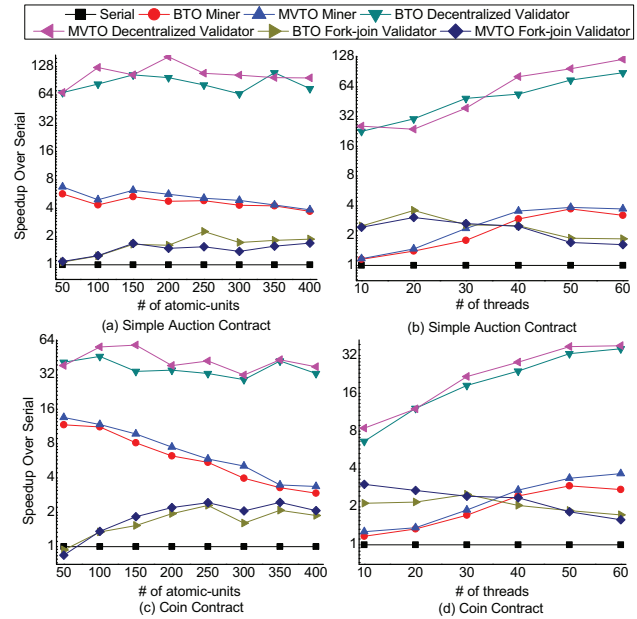 Serial BTO Miner MVTO Miner BTO Decentralized Validator
MVTO Decentralized Validator BTO Fork-join Validator MVTO Fork-join Validator
Speedup Over Serial
128
64
32
16
8
4
2
1
50 100 150 200 250 300 350 400
# of atomic-units
(a) Simple Auction Contract
128
64
32
16
8
4
2
1
10 20 30 40 50 60
# of threads
(b) Simple Auction Contract
Speedup Over Serial
64
32
16
8
4
2
1
50 100 150 200 250 300 350 400
# of atomic-units
(c) Coin Contract
32
16
8
4
2
1
10 20 30 40 50 60
# of threads
(d) Coin Contract